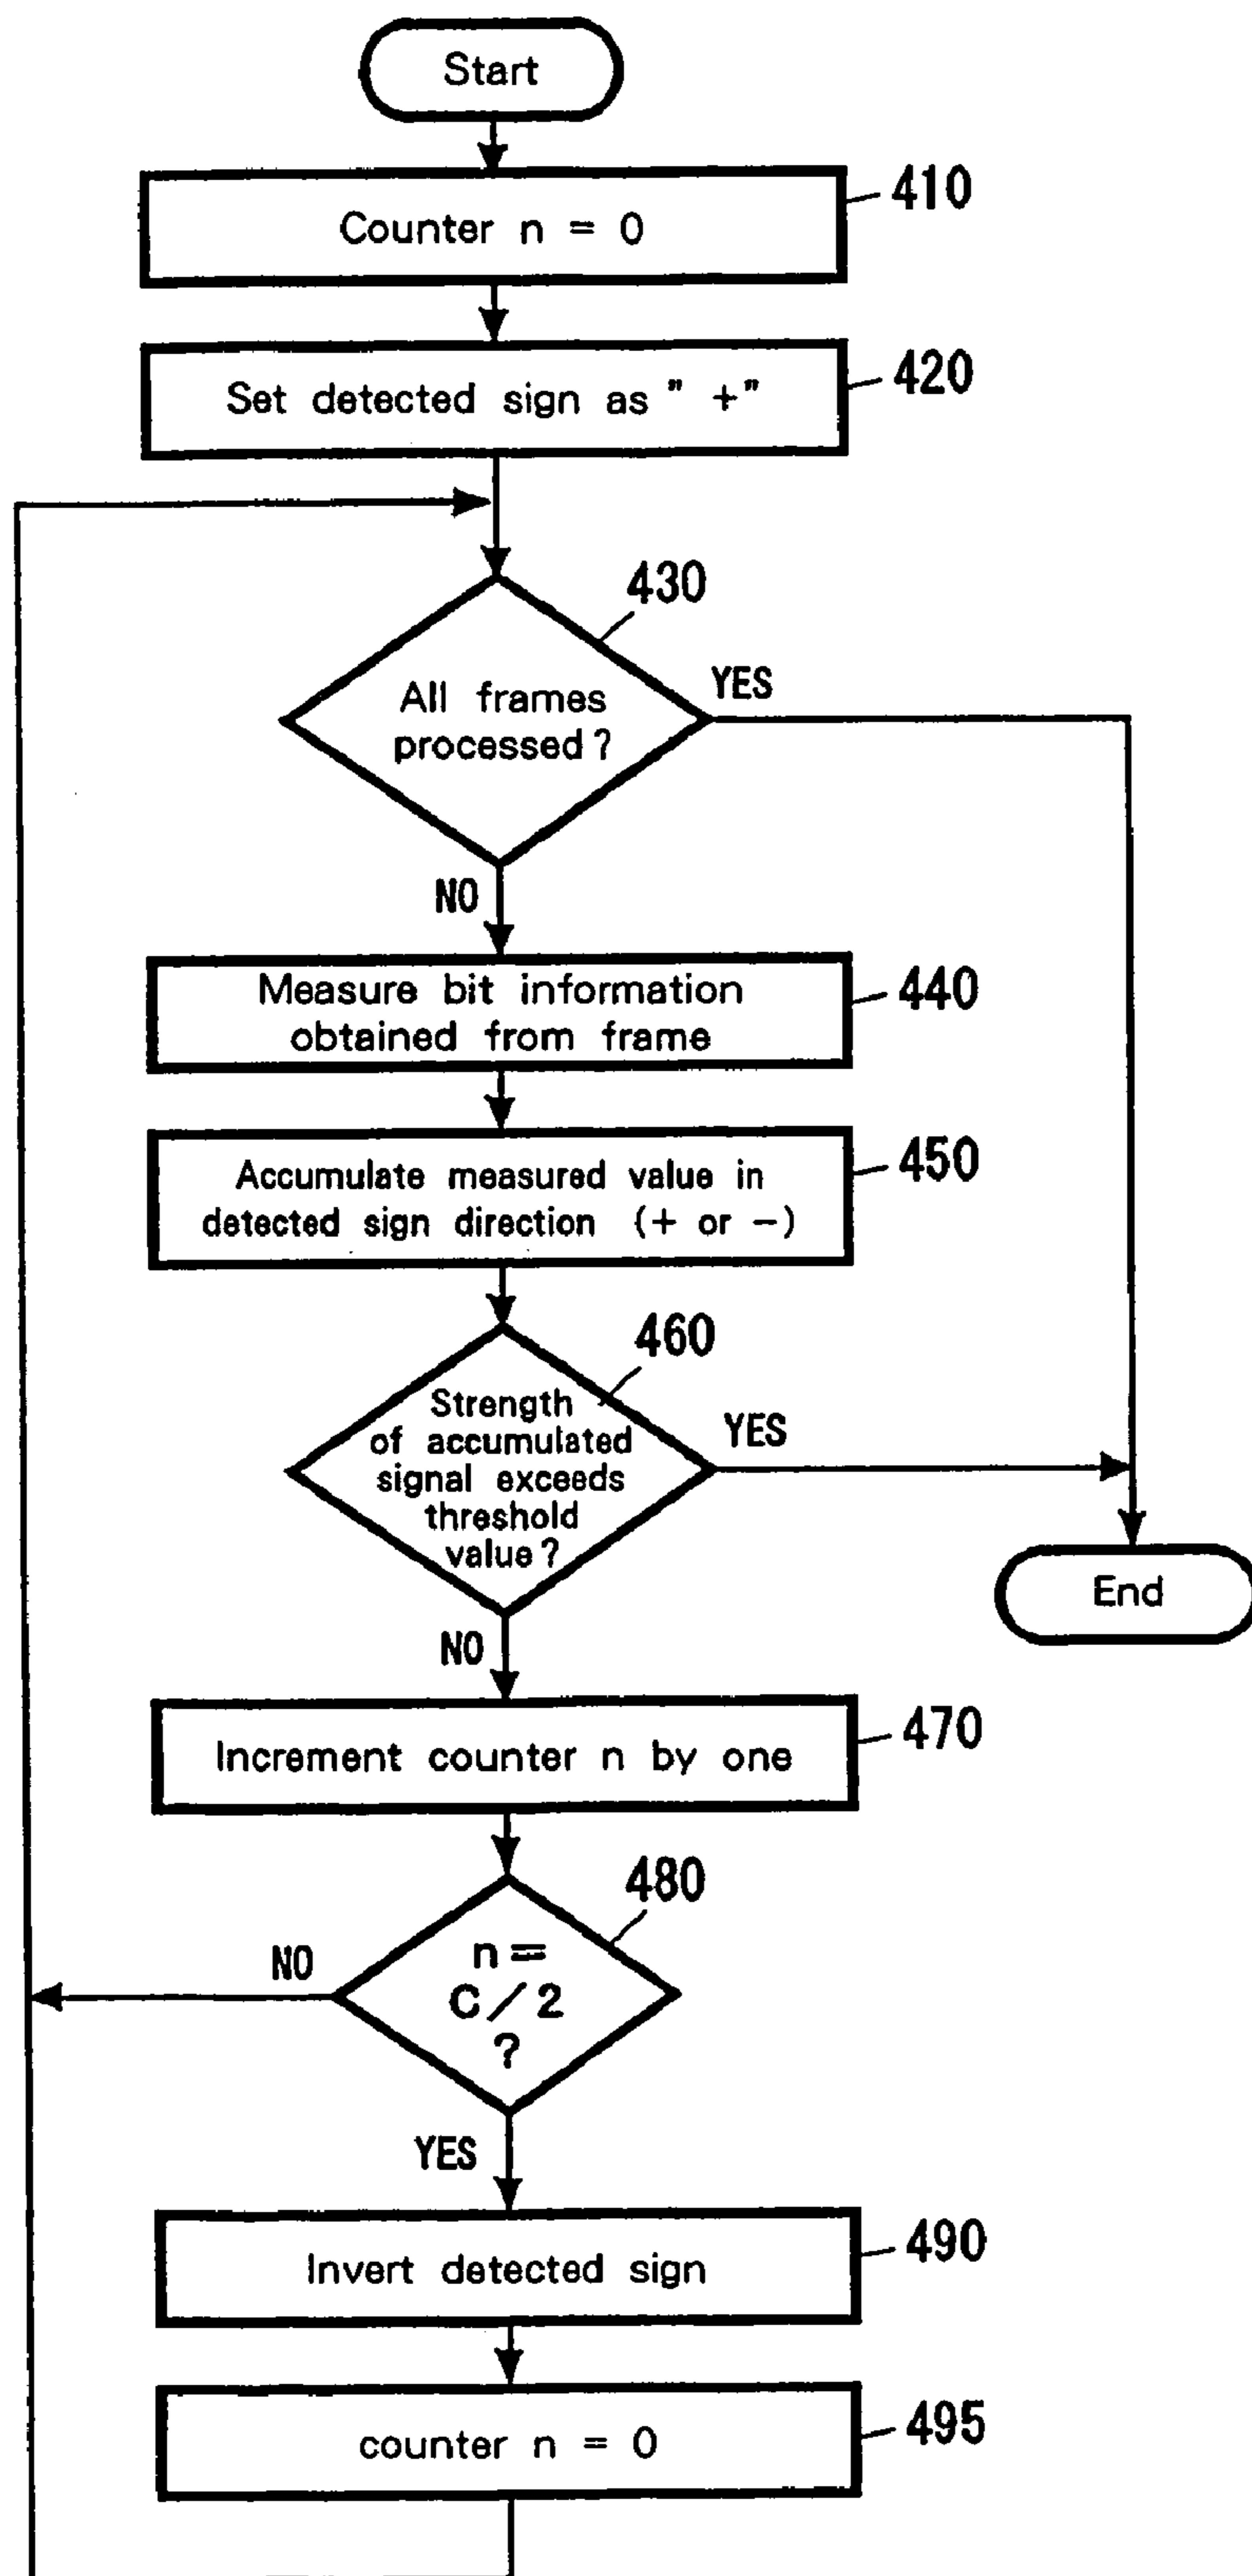 Start
410
Counter n = 0
420
Set detected sign as " +"
430
YES
All frames
processed ?
NO
Measure bit information
obtained from frame
440
Accumulate measured value in
detected sign direction (+ or −)
450
460
Strength
of accumulated
signal exceeds
threshold
value ?
YES
End
NO
470
Increment counter n by one
480
NO
n =
C/2
?
YES
490
Invert detected sign
495
counter n = 0